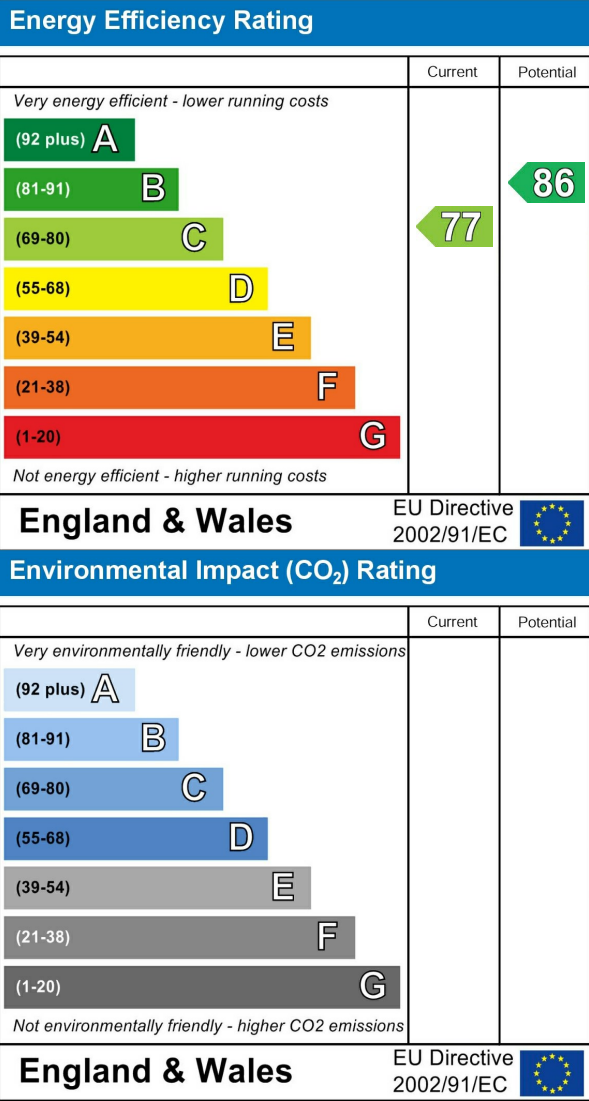 Energy Efficiency Rating
Current Potential
Very energy efficient - lower running costs
(92 plus) A
(81-91) B
86
(69-80) C
77
(55-68) D
(39-54) E
(21-38) F
(1-20) G
Not energy efficient - higher running costs
England & Wales
EU Directive
2002/91/EC
Environmental Impact (CO₂) Rating
Current Potential
Very environmentally friendly - lower CO2 emissions
(92 plus) A
(81-91) B
(69-80) C
(55-68) D
(39-54) E
(21-38) F
(1-20) G
Not environmentally friendly - higher CO2 emissions
England & Wales
EU Directive
2002/91/EC